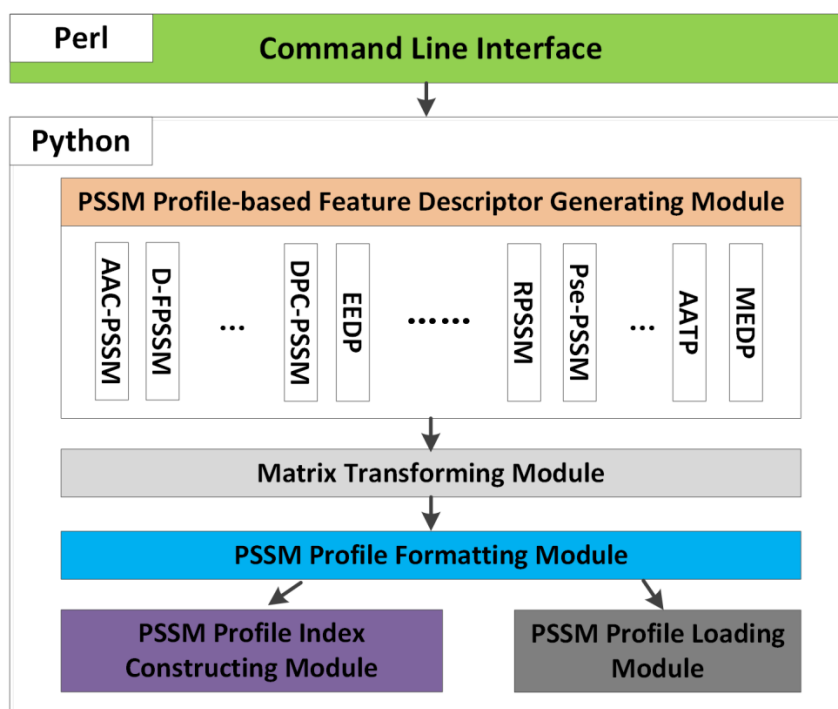 Perl
Command Line Interface
Python
PSSM Profile-based Feature Descriptor Generating Module
AAC-PSSM
D-FPSSM
...
DPC-PSSM
EEDP
......
RPSSM
Pse-PSSM
...
AATP
MEDP
Matrix Transforming Module
PSSM Profile Formatting Module
PSSM Profile Index
Constructing Module
PSSM Profile Loading
Module